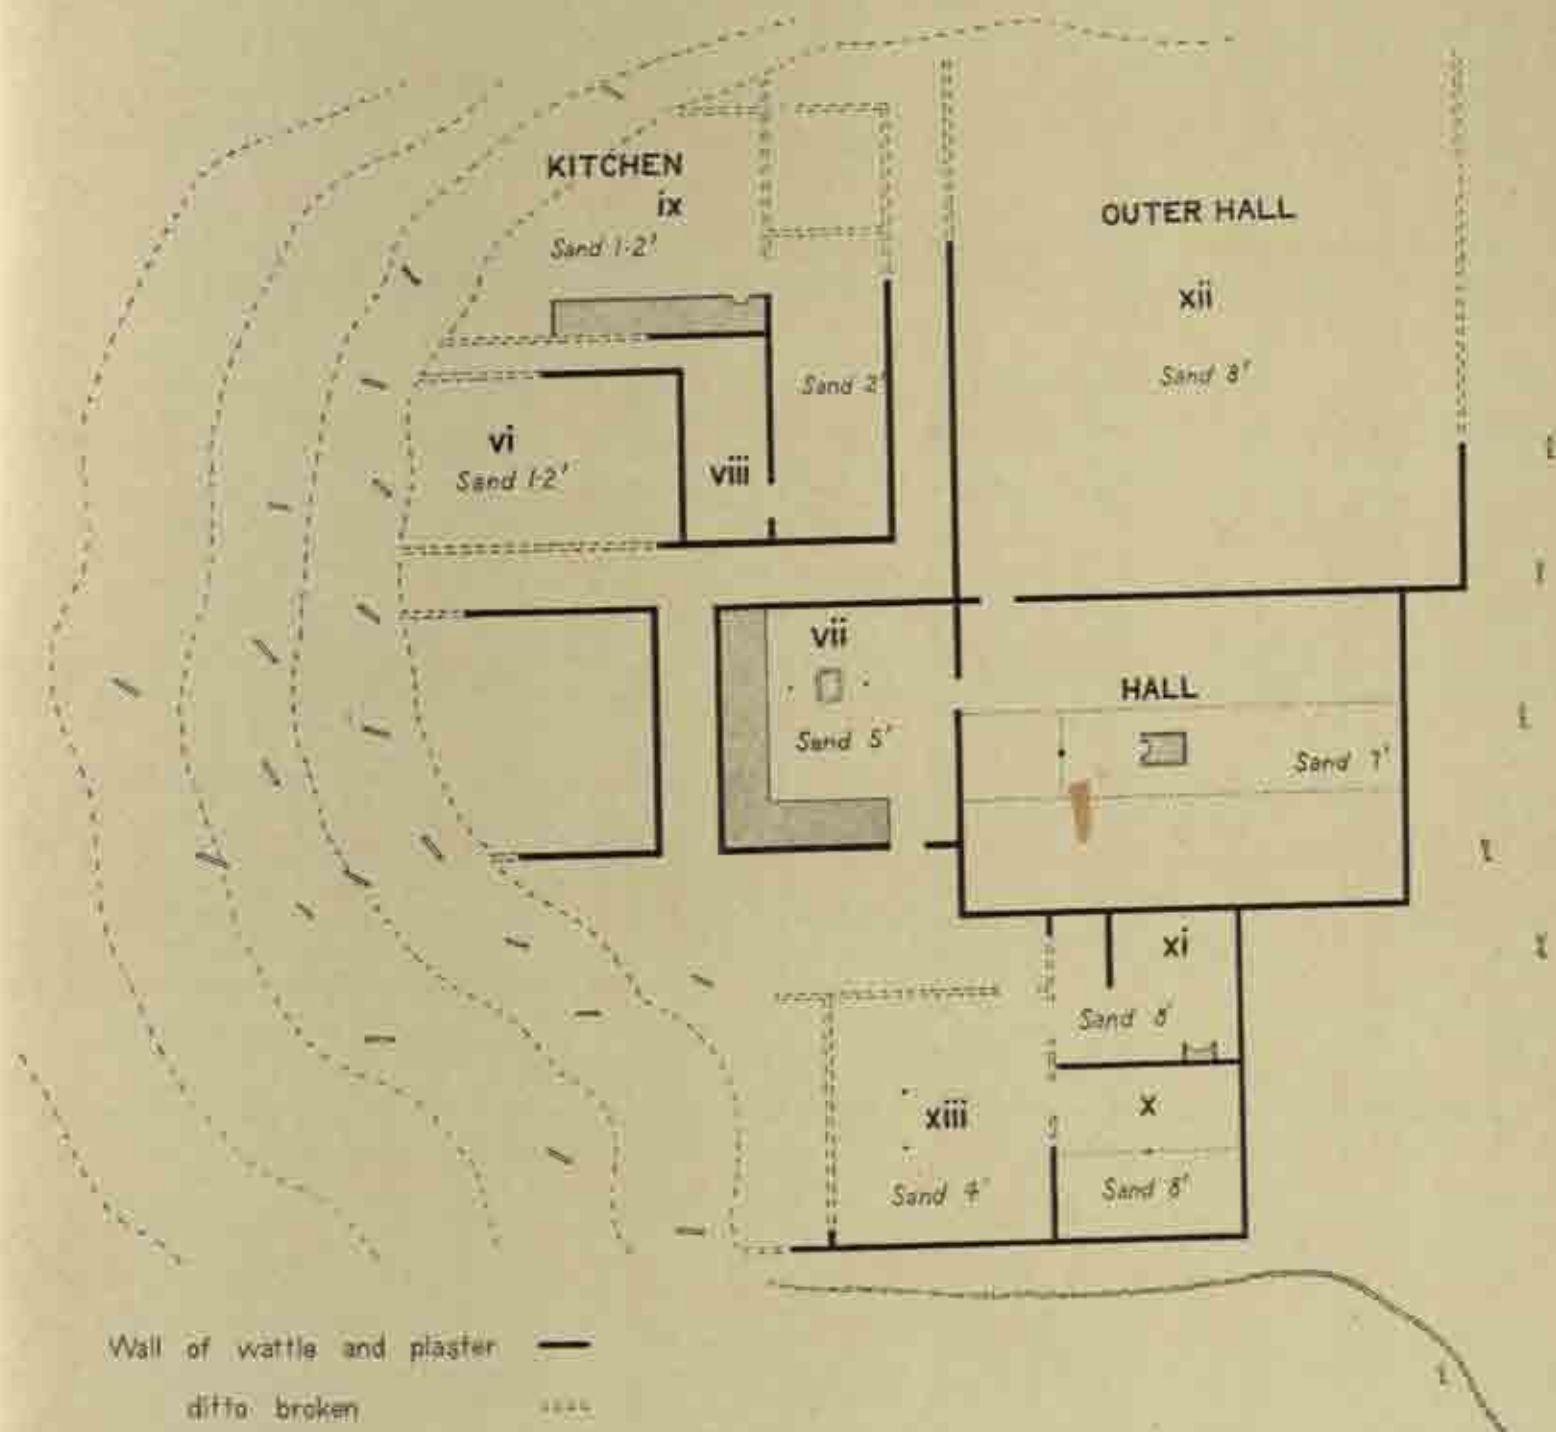 KITCHEN
ix
Sand 1-2'
OUTER HALL
xii
Sand 8'
Sand 2'
vi
Sand 1-2'
viii
vii
Sand 5'
HALL
Sand 7'
xi
Sand 8'
xiii
Sand 4'
x
Sand 8'
Wall of wattle and plaster
ditto broken